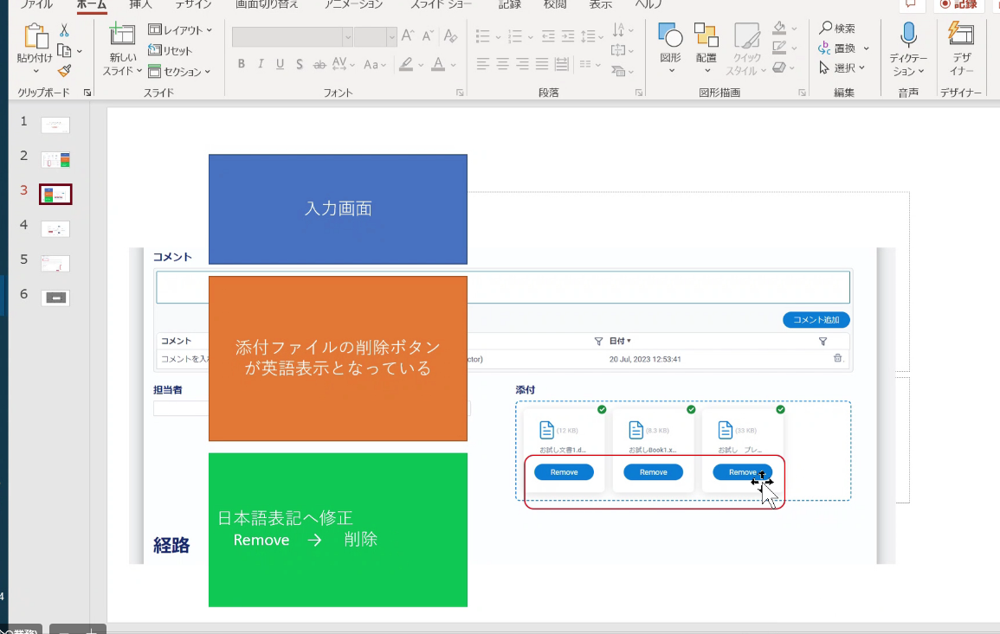 ファイル ホーム 挿入 デザイン 画面切り替え アニメーション スライド ショー 記録 校閲 表示 ヘルプ 記録
貼り付け
新しい
スライド
レイアウト
リセット
セクション
B I U S ab AV Aa A
図形
配置
クイック
スタイル
検索
置換
選択
ディクテー
ション
デザ
イナー
クリップボード スライド フォント 段落 図形描画 編集 音声 デザイナー
1
2
3
4
5
6
入力画面
コメント
コメント追加
コメント 日付
コメントを入 ctor) 20 Jul, 2023 12:53:41
添付ファイルの削除ボタン
が英語表示となっている
担当者
添付
(12 KB) (8.3 KB) (33 KB)
お試し文書1.d... お試しBook1.x... お試し プレ...
Remove Remove Remove
日本語表記へ修正
Remove → 削除
経路
4